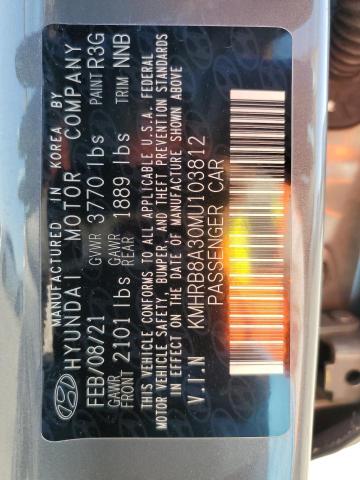 MANUFACTURED IN KOREA BY
HYUNDAI MOTOR COMPANY
FEB/08/21 GVWR 3770 lbs PAINT R3G
GAWR FRONT 2101 lbs GAWR REAR 1889 lbs TRIM NNB
THIS VEHICLE CONFORMS TO ALL APPLICABLE U.S.A. FEDERAL
MOTOR VEHICLE SAFETY, BUMPER, AND THEFT PREVENTION STANDARDS
IN EFFECT ON THE DATE OF MANUFACTURE SHOWN ABOVE
V.I.N KMHRB8A30MU103812
PASSENGER CAR